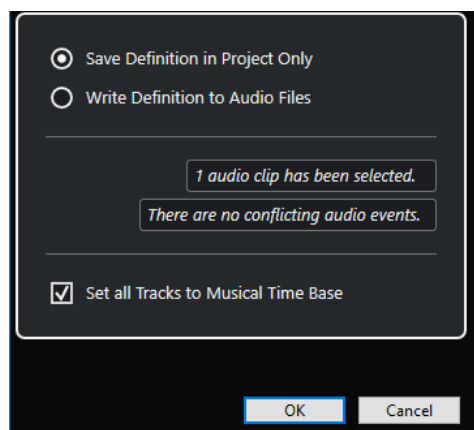 Save Definition in Project Only
Write Definition to Audio Files
1 audio clip has been selected.
There are no conflicting audio events.
Set all Tracks to Musical Time Base
OK Cancel